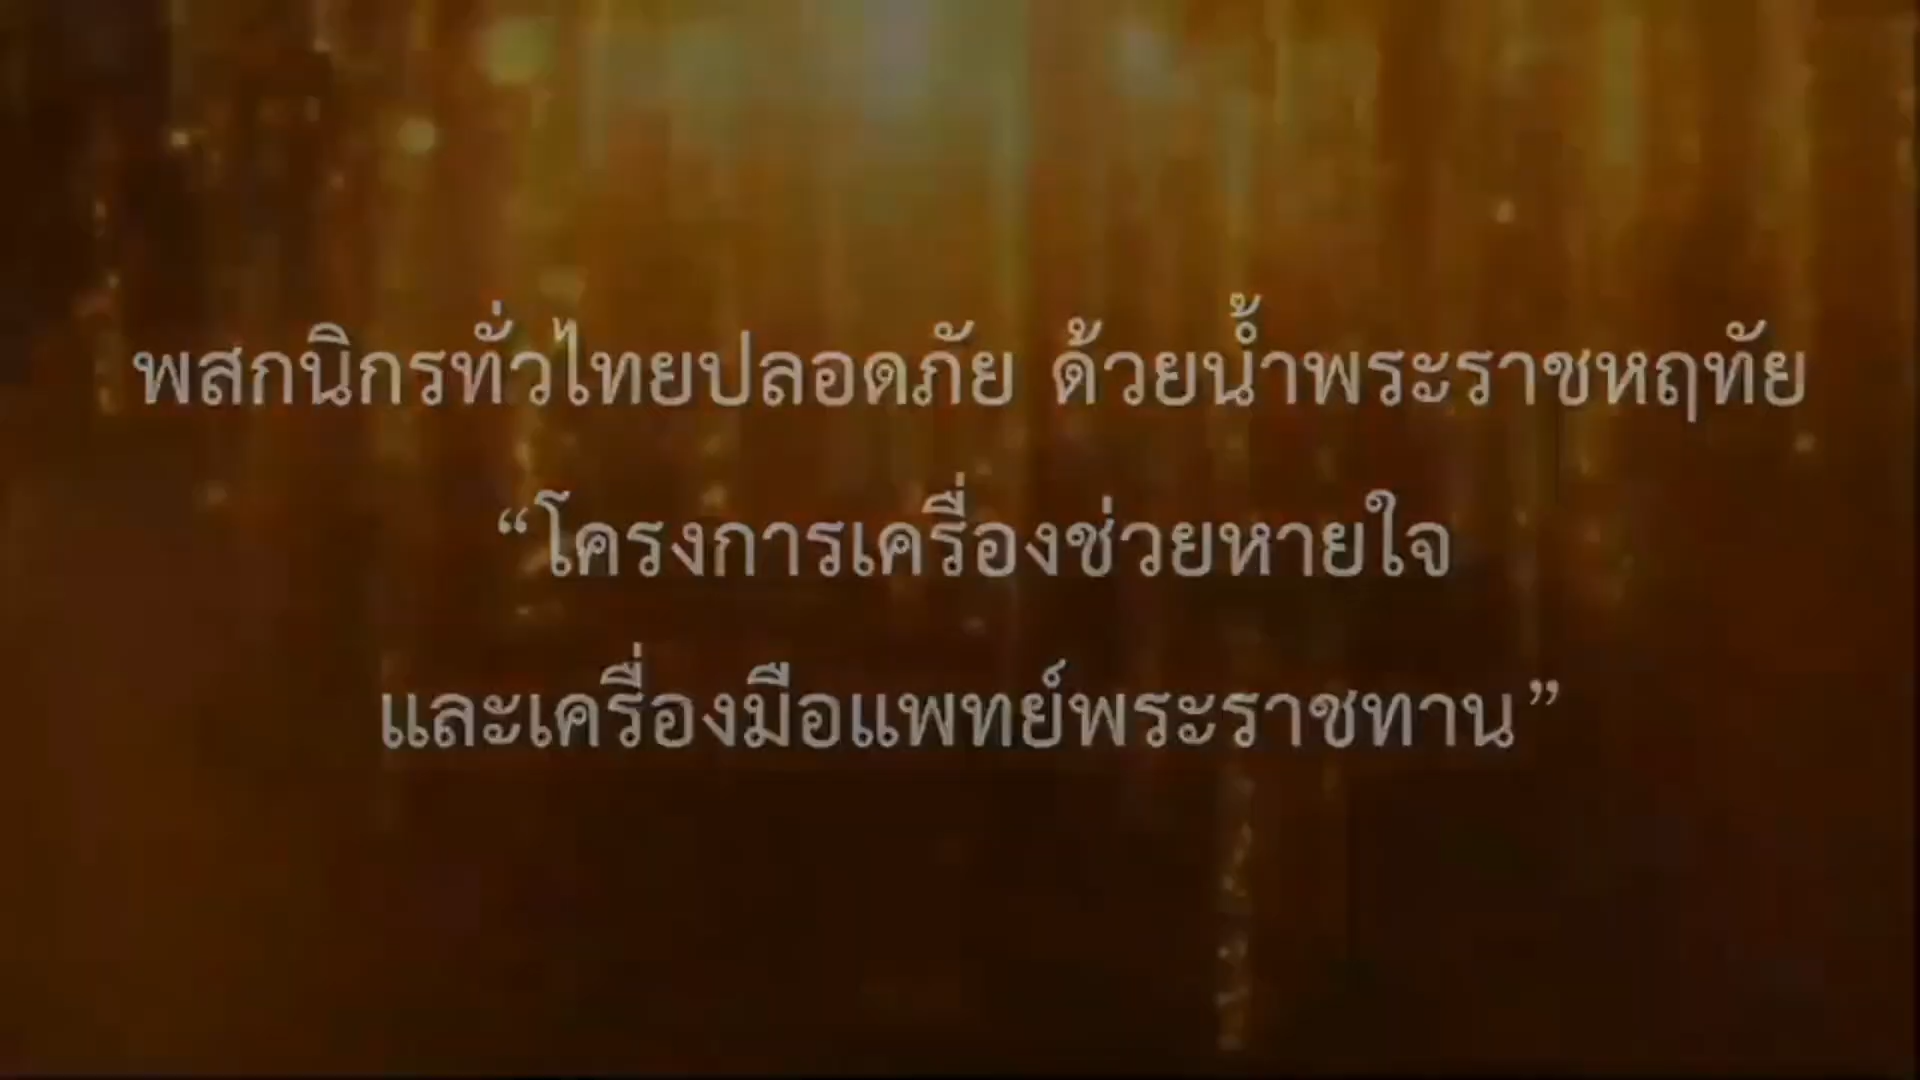 พสกนิกรทั่วไทยปลอดภัย ด้วยน้ำพระราชหฤทัย
“โครงการเครื่องช่วยหายใจ
และเครื่องมือแพทย์พระราชทาน”